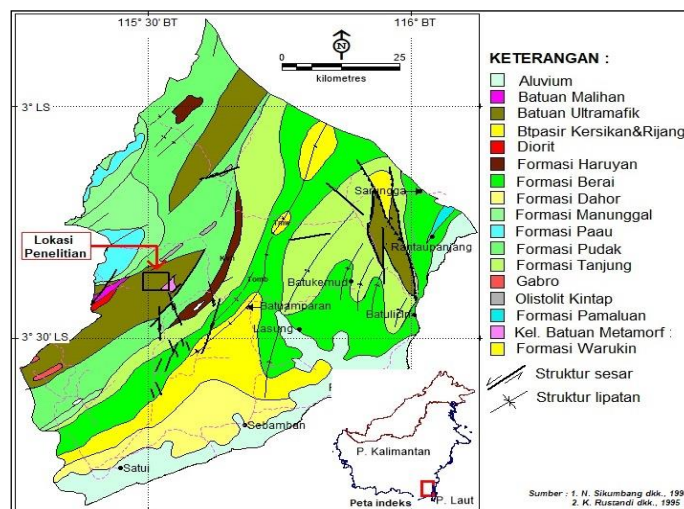 115° 30' BT
116° BT
N
0
25
kilometres
3° LS
3° 30' LS
Lokasi
Penelitian
Sarongga
Rantaupanjang
Batukemud
Batulicin
Batuamparan
Lasung
Sebamban
Satui
KETERANGAN :
Aluvium
Batuan Malihan
Batuan Ultramafik
Btpasir Kersikan&Rijang
Diorit
Formasi Haruyan
Formasi Berai
Formasi Dahor
Formasi Manunggal
Formasi Paau
Formasi Pudak
Formasi Tanjung
Gabro
Olistolit Kintap
Formasi Pamaluan
Kel. Batuan Metamorf :
Formasi Warukin
Struktur sesar
Struktur lipatan
P. Kalimantan
Peta indeks
P. Laut
Sumber : 1. N. Sikumbang dkk., 199
2. K. Rustandi dkk., 1995